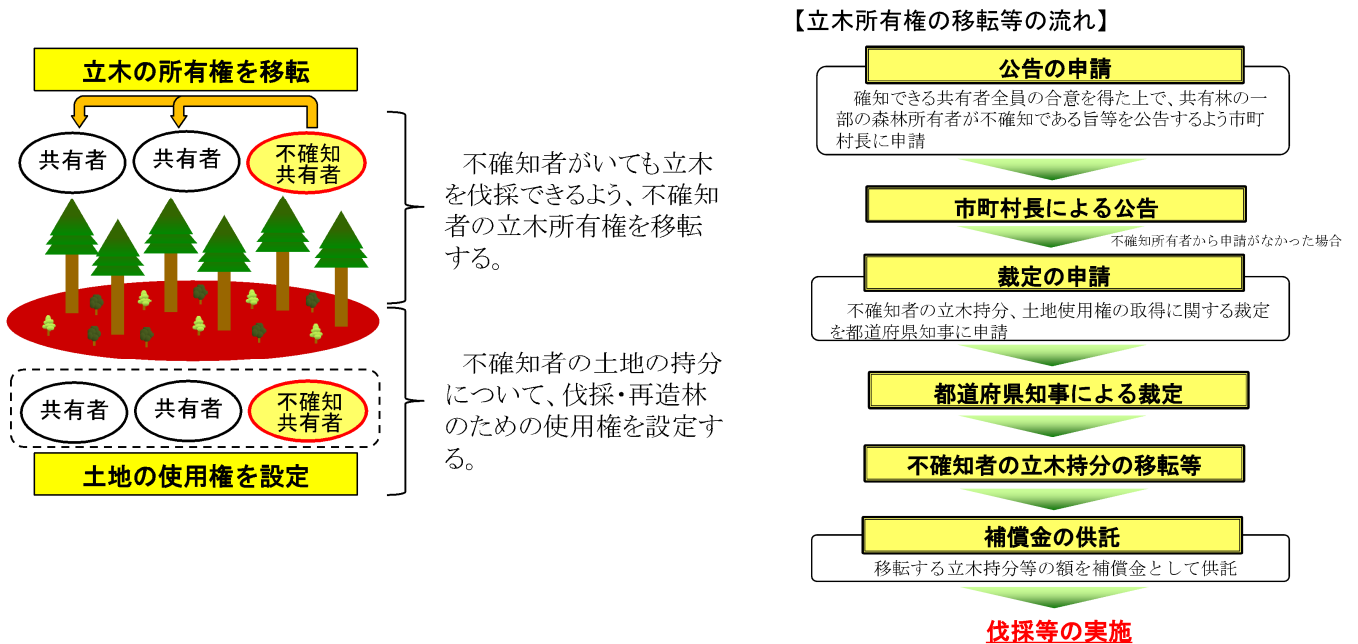 立木の所有権を移転
共有者
共有者
不確知
共有者
不確知者がいても立木
を伐採できるよう、不確知
者の立木所有権を移転
する。
不確知者の土地の持分
について、伐採・再造林
のための使用権を設定す
る。
共有者
共有者
不確知
共有者
土地の使用権を設定
【立木所有権の移転等の流れ】
公告の申請
確知できる共有者全員の合意を得た上で、共有林の一
部の森林所有者が不確知である旨等を公告するよう市町
村長に申請
市町村長による公告
不確知所有者から申請がなかった場合
裁定の申請
不確知者の立木持分、土地使用権の取得に関する裁定
を都道府県知事に申請
都道府県知事による裁定
不確知者の立木持分の移転等
補償金の供託
移転する立木持分等の額を補償金として供託
伐採等の実施